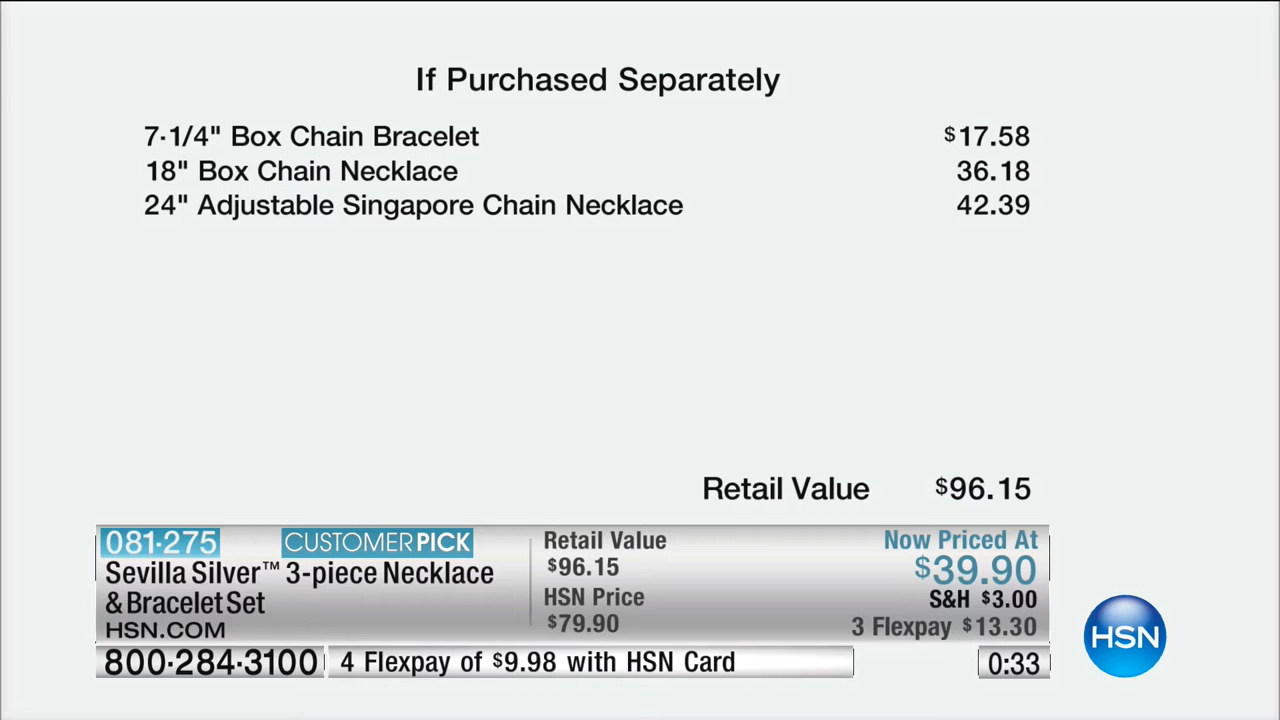 If Purchased Separately
7-1/4" Box Chain Bracelet $17.58
18" Box Chain Necklace 36.18
24" Adjustable Singapore Chain Necklace 42.39
Retail Value $96.15
081-275 CUSTOMERPICK
Sevilla Silver™ 3-piece Necklace
& Bracelet Set
HSN.COM
Retail Value
$96.15
HSN Price
$79.90
Now Priced At
$39.90
S&H $3.00
3 Flexpay $13.30
HSN
800-284-3100 4 Flexpay of $9.98 with HSN Card 0:33